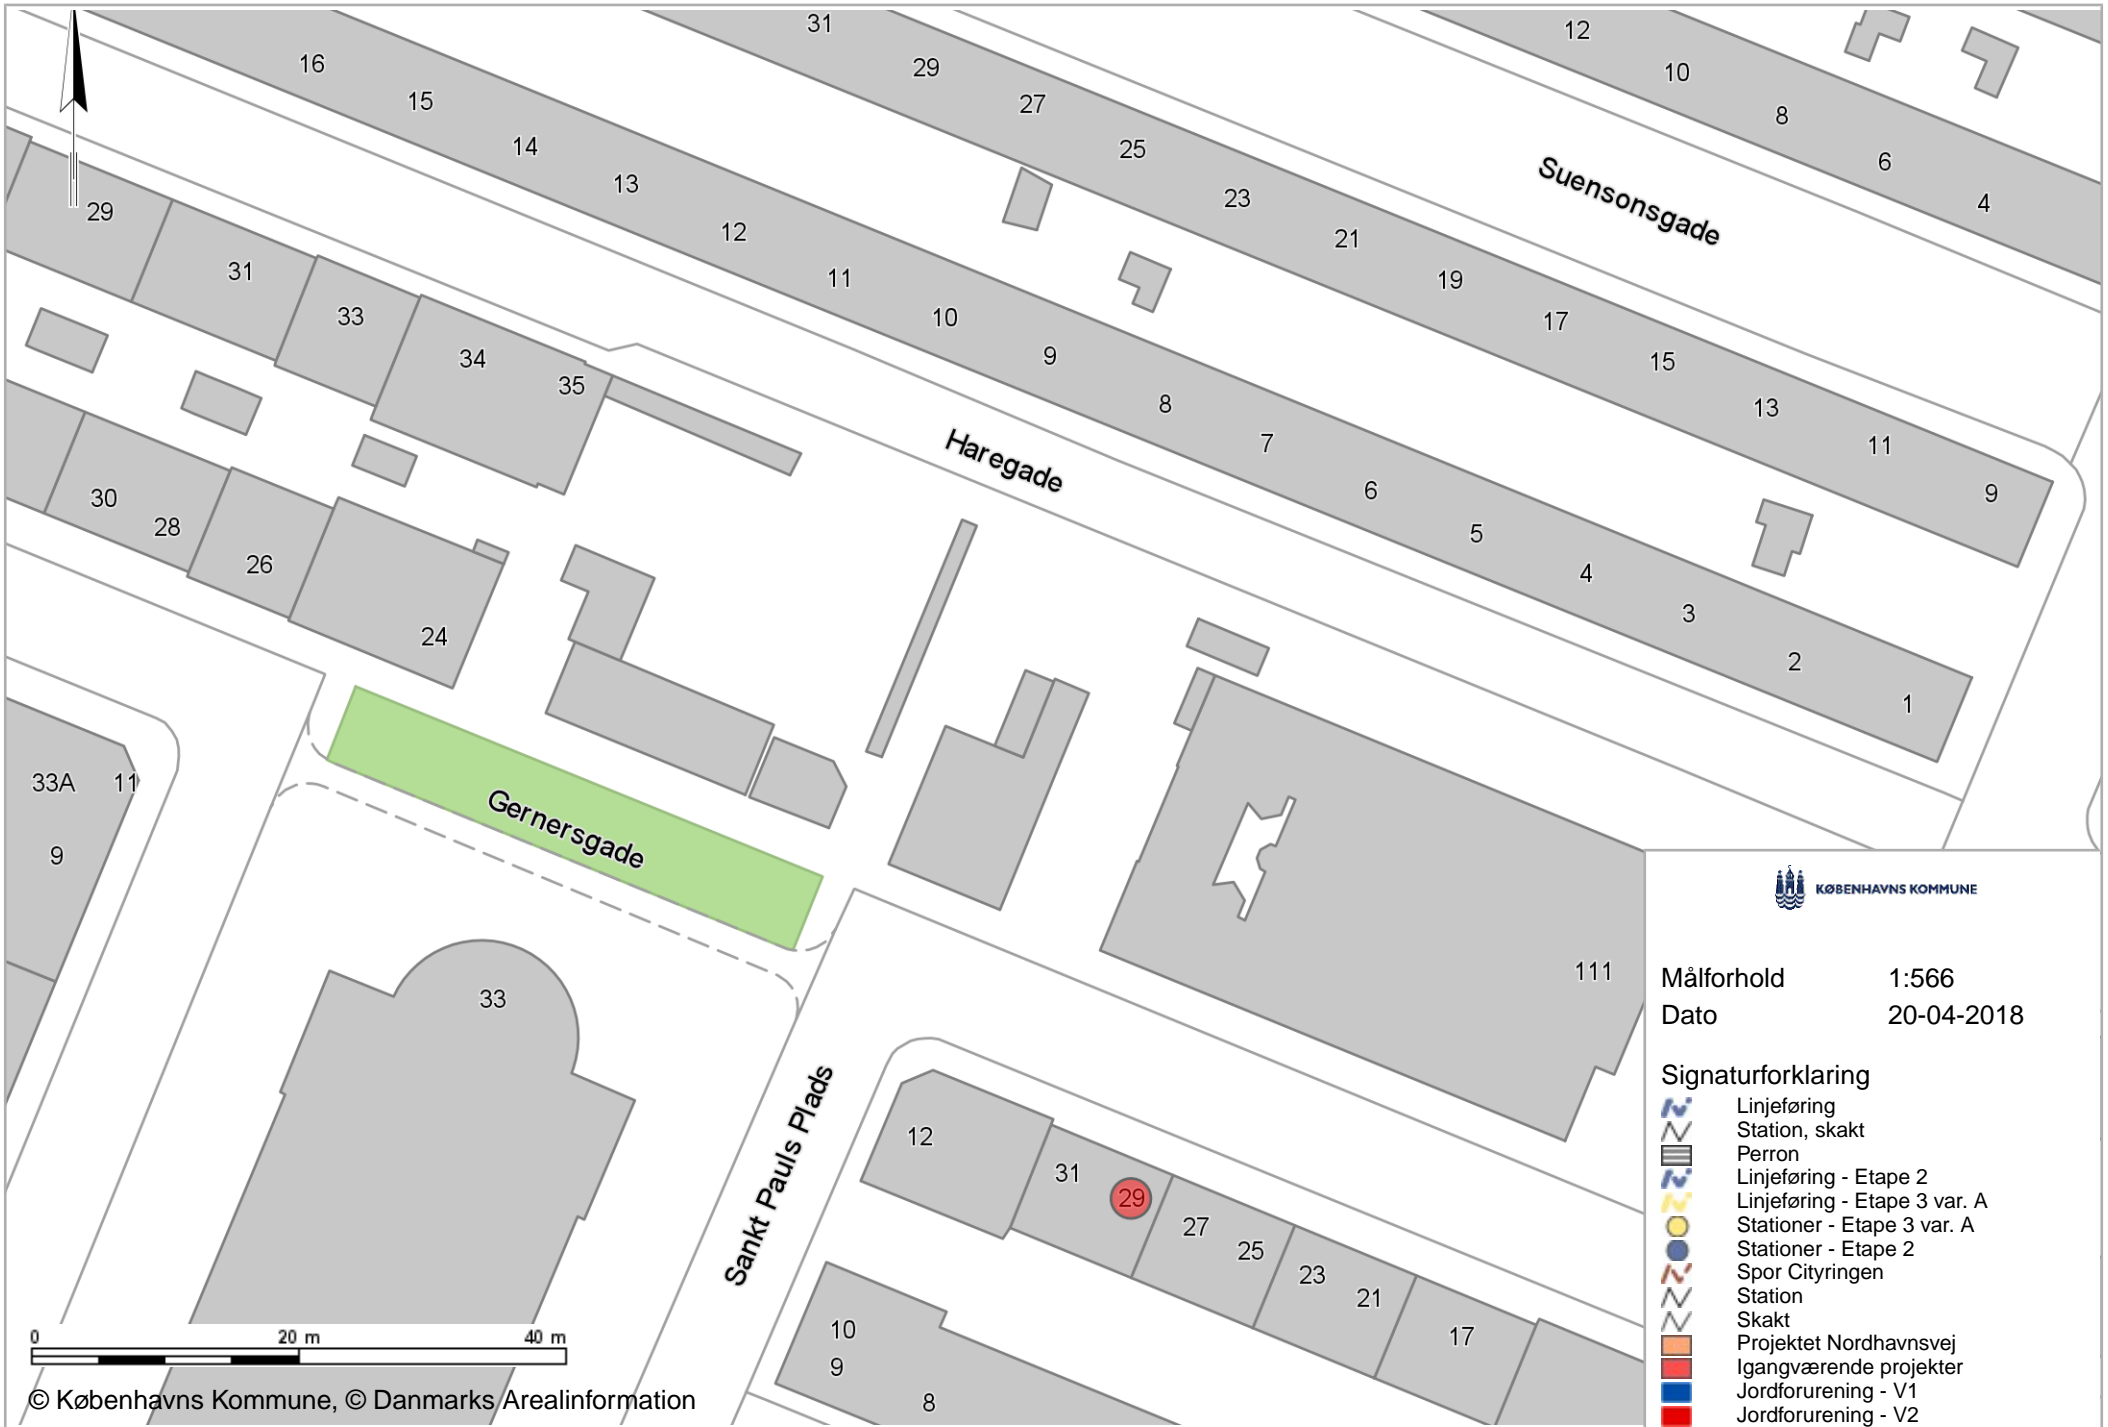 31
12
16
29
10
15
27
8
14
25
6
13
23
4
Suensonsgade
29
12
21
31
11
19
33
10
17
34
9
15
35
8
13
Haregade
7
11
30
6
9
28
5
26
4
24
3
2
1
33A
11
9
Gernersgade
33
111
12
31
29
27
25
23
21
17
Sankt Pauls Plads
10
9
8
KØBENHAVNS KOMMUNE
Målforhold 1:566
Dato 20-04-2018
Signaturforklaring
Linjeføring
Station, skakt
Perron
Linjeføring - Etape 2
Linjeføring - Etape 3 var. A
Stationer - Etape 3 var. A
Stationer - Etape 2
Spor Cityringen
Station
Skakt
Projektet Nordhavnsvej
Igangværende projekter
Jordforurening - V1
Jordforurening - V2
0 20 m 40 m
© Københavns Kommune, © Danmarks Arealinformation